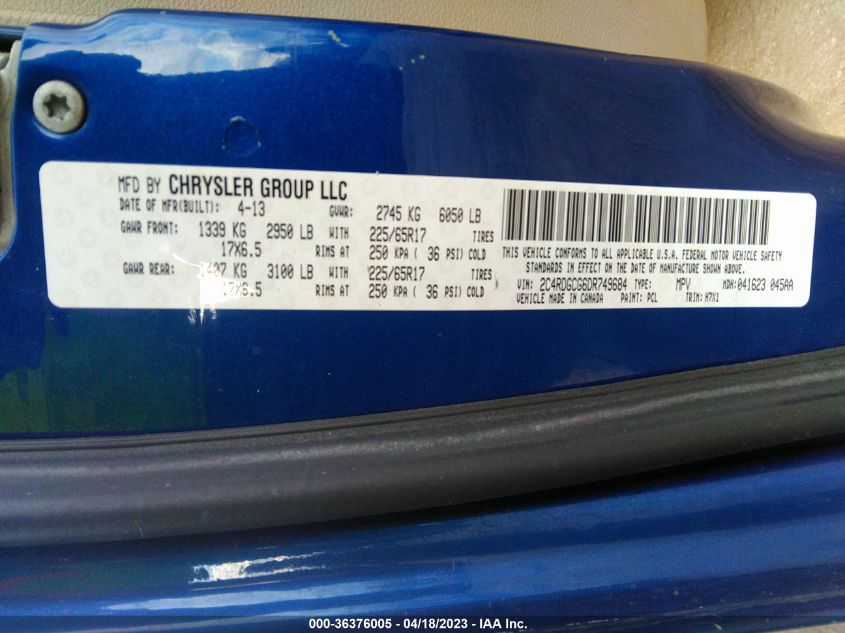 MFD BY CHRYSLER GROUP LLC
DATE OF MFR(BUILT): 4-13 GVWR: 2745 KG 6050 LB
GAWR FRONT: 1339 KG 2950 LB WITH 225/65R17 TIRES
17X6.5 RIMS AT 250 KPA ( 36 PSI) COLD
GAWR REAR: 1407 KG 3100 LB WITH 225/65R17 TIRES
17X6.5 RIMS AT 250 KPA ( 36 PSI) COLD
THIS VEHICLE CONFORMS TO ALL APPLICABLE U.S.A. FEDERAL MOTOR VEHICLE SAFETY
STANDARDS IN EFFECT ON THE DATE OF MANUFACTURE SHOWN ABOVE.
VIN: 2C4RDGCG6DR749684 TYPE: MPV MDH: 041623 045AA
VEHICLE MADE IN CANADA PAINT: PCL TRIM: H7X1
000-36376005 / 04/18/2023 - IAA Inc.